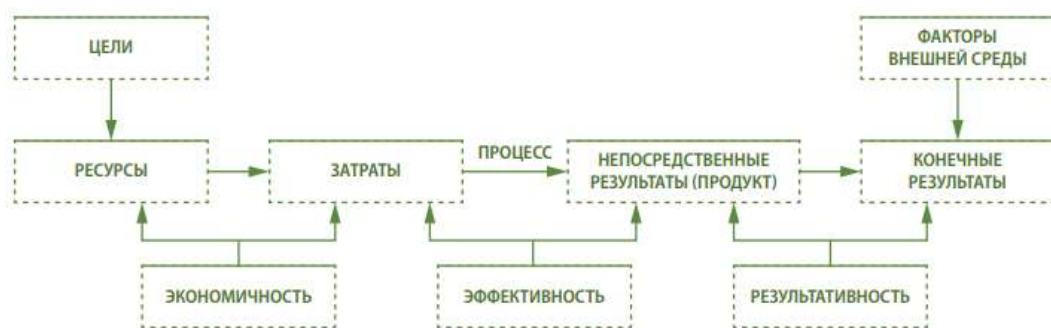 ЦЕЛИ
ФАКТОРЫ
ВНЕШНЕЙ СРЕДЫ
РЕСУРСЫ
ЗАТРАТЫ
ПРОЦЕСС
НЕПОСРЕДСТВЕННЫЕ
РЕЗУЛЬТАТЫ (ПРОДУКТ)
КОНЕЧНЫЕ
РЕЗУЛЬТАТЫ
ЭКОНОМИЧНОСТЬ
ЭФФЕКТИВНОСТЬ
РЕЗУЛЬТАТИВНОСТЬ